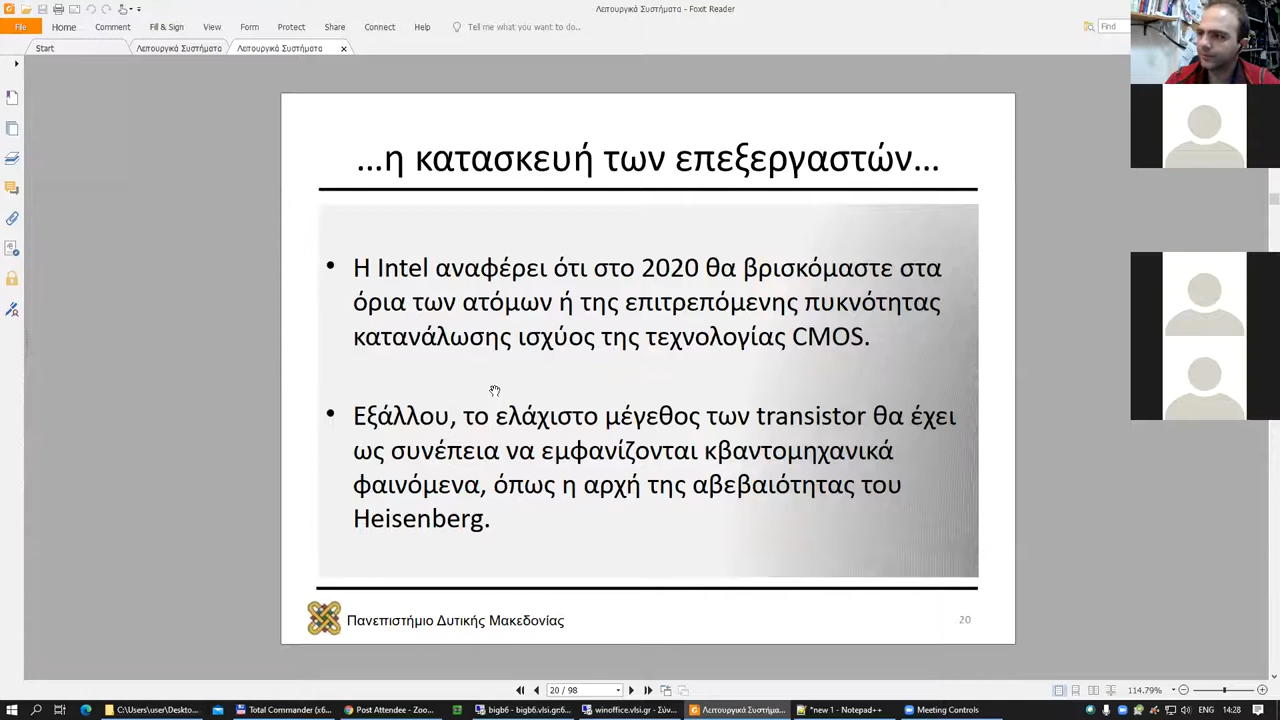 Λειτουργικά Συστήματα - Foxit Reader
File Home Comment Fill & Sign View Form Protect Share Connect Help Tell me what you want to do... Find
Start Λειτουργικά Συστήματα Λειτουργικά Συστήματα
...η κατασκευή των επεξεργαστών...
• Η Intel αναφέρει ότι στο 2020 θα βρισκόμαστε στα
όρια των ατόμων ή της επιτρεπόμενης πυκνότητας
κατανάλωσης ισχύος της τεχνολογίας CMOS.
• Εξάλλου, το ελάχιστο μέγεθος των transistor θα έχει
ως συνέπεια να εμφανίζονται κβαντομηχανικά
φαινόμενα, όπως η αρχή της αβεβαιότητας του
Heisenberg.
Πανεπιστήμιο Δυτικής Μακεδονίας 20
20 / 98 114.79%
C:\Users\user\Deskto... Total Commander (x6... Post Attendee - Zoo... bigb6 - bigb6.vlsi.gr:6... winoffice.vlsi.gr - Σύν... Λειτουργικά Συστήμα... *new 1 - Notepad++ Meeting Controls ENG 14:28